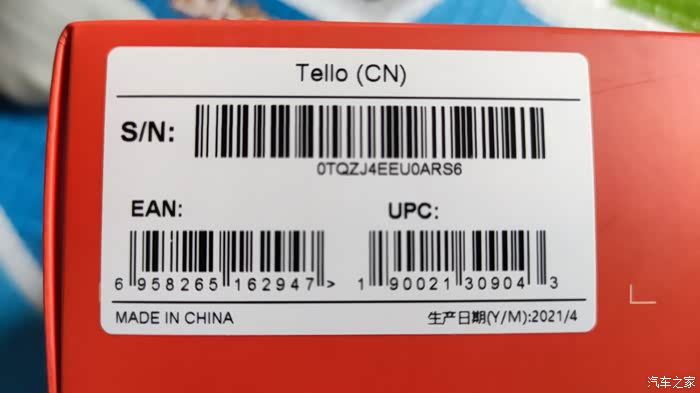 Tello (CN)
S/N:
0TQZJ4EEU0ARS6
EAN: UPC:
6 958265 162947 > 1 90021 30904 3
MADE IN CHINA 生产日期(Y/M):2021/4
汽车之家